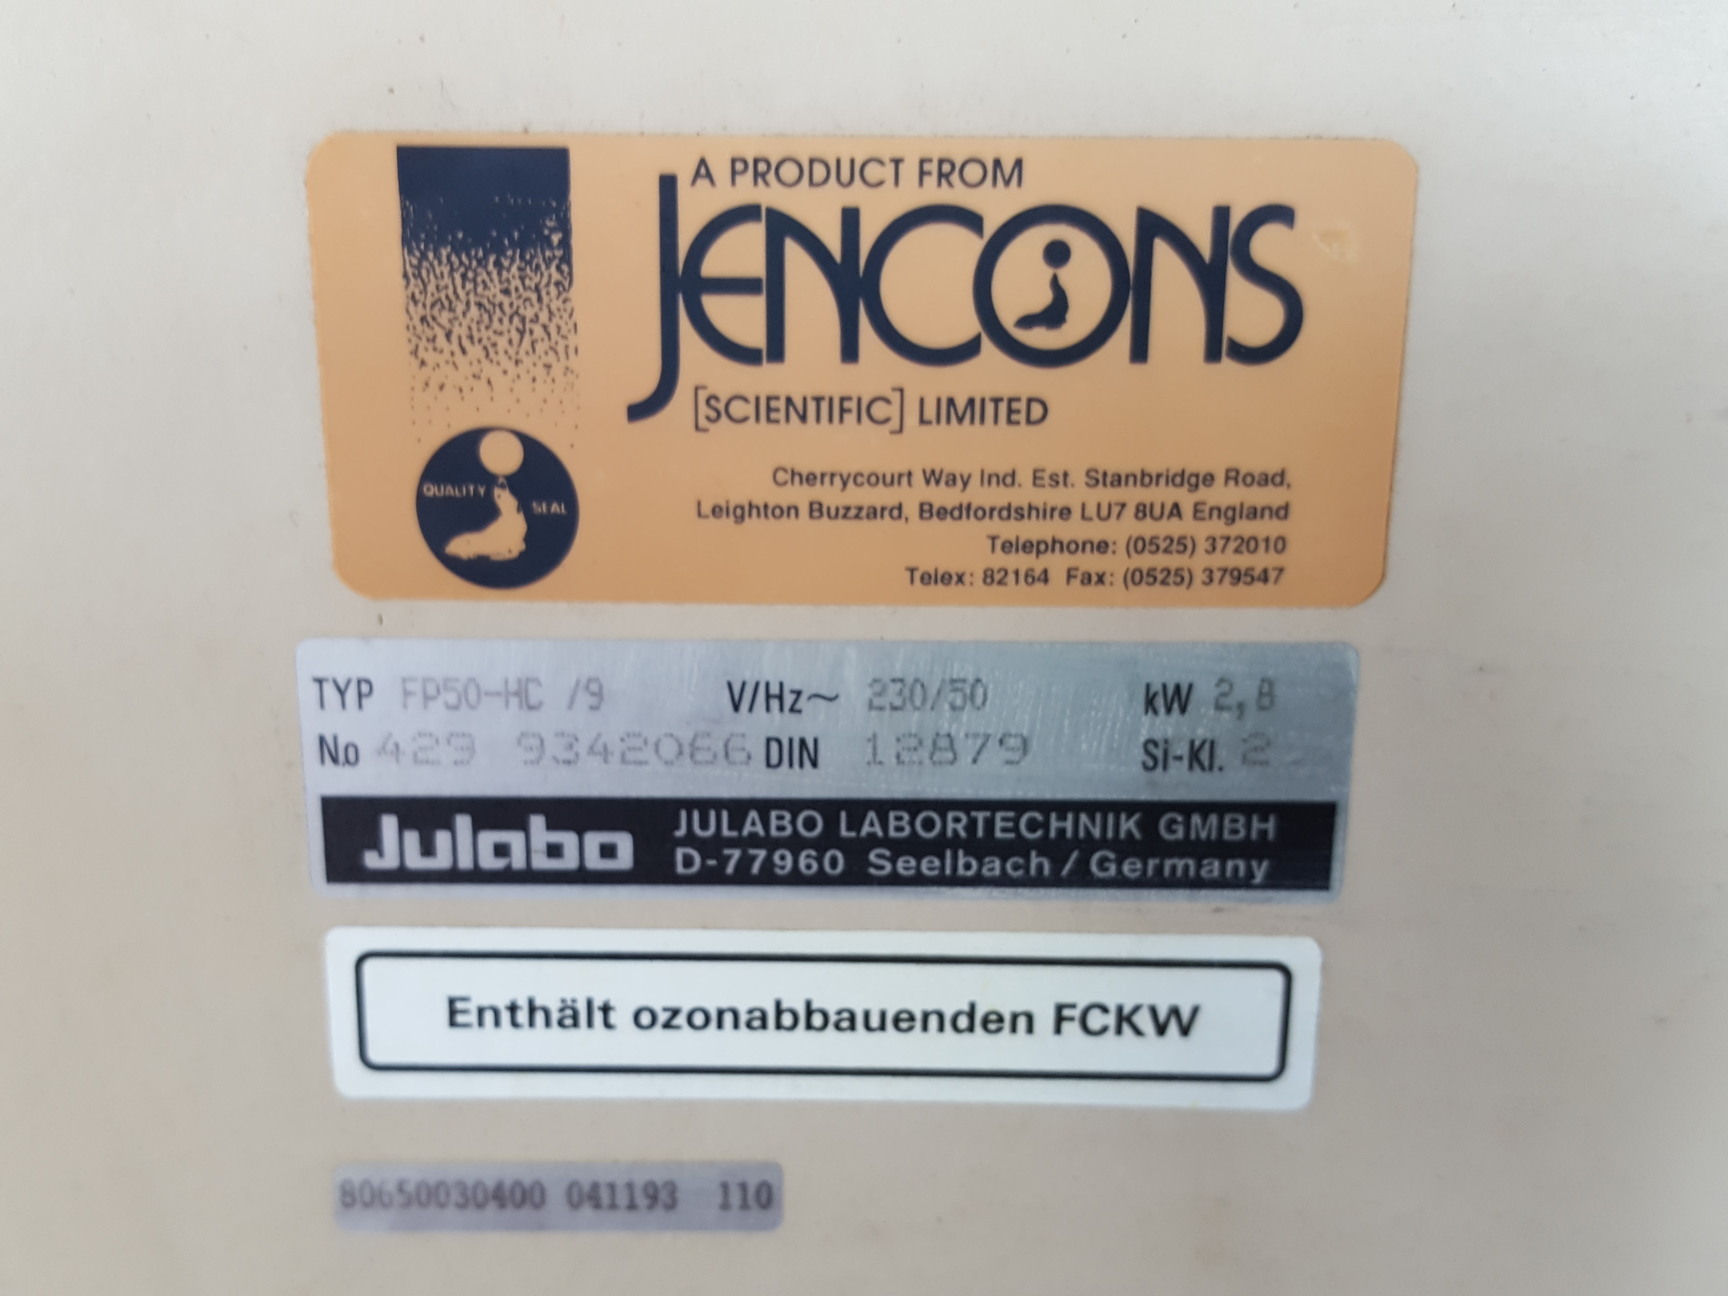 A PRODUCT FROM
JENCONS
[SCIENTIFIC] LIMITED
QUALITY SEAL
Cherrycourt Way Ind. Est. Stanbridge Road,
Leighton Buzzard, Bedfordshire LU7 8UA England
Telephone: (0525) 372010
Telex: 82164 Fax: (0525) 379547
TYP FP50-HC /9 V/Hz~ 230/50 kW 2,8
No 429 9342066 DIN 12879 Si-Kl. 2
Julabo JULABO LABORTECHNIK GMBH
D-77960 Seelbach / Germany
Enthält ozonabbauenden FCKW
80650030400 041193 110